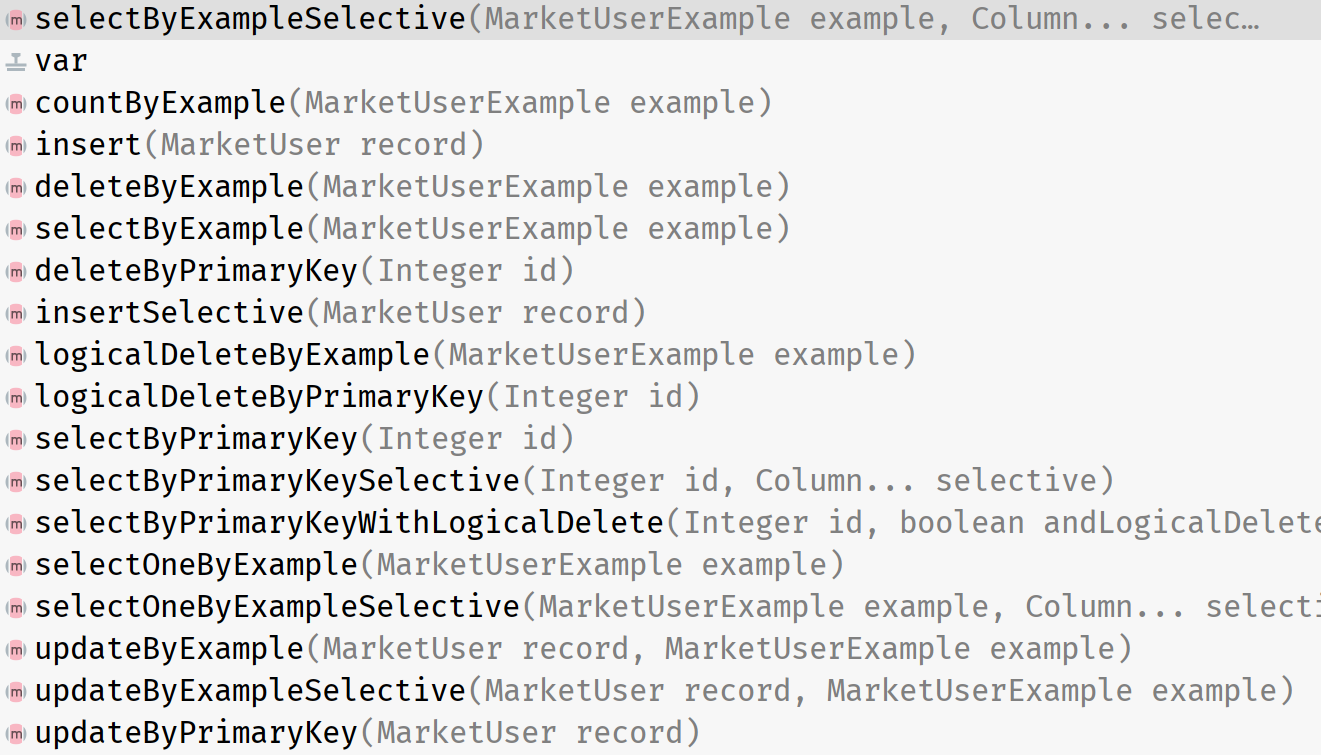 selectByExampleSelective(MarketUserExample example, Column... selec…
var
countByExample(MarketUserExample example)
insert(MarketUser record)
deleteByExample(MarketUserExample example)
selectByExample(MarketUserExample example)
deleteByPrimaryKey(Integer id)
insertSelective(MarketUser record)
logicalDeleteByExample(MarketUserExample example)
logicalDeleteByPrimaryKey(Integer id)
selectByPrimaryKey(Integer id)
selectByPrimaryKeySelective(Integer id, Column... selective)
selectByPrimaryKeyWithLogicalDelete(Integer id, boolean andLogicalDelete
selectOneByExample(MarketUserExample example)
selectOneByExampleSelective(MarketUserExample example, Column... selecti
updateByExample(MarketUser record, MarketUserExample example)
updateByExampleSelective(MarketUser record, MarketUserExample example)
updateByPrimaryKey(MarketUser record)